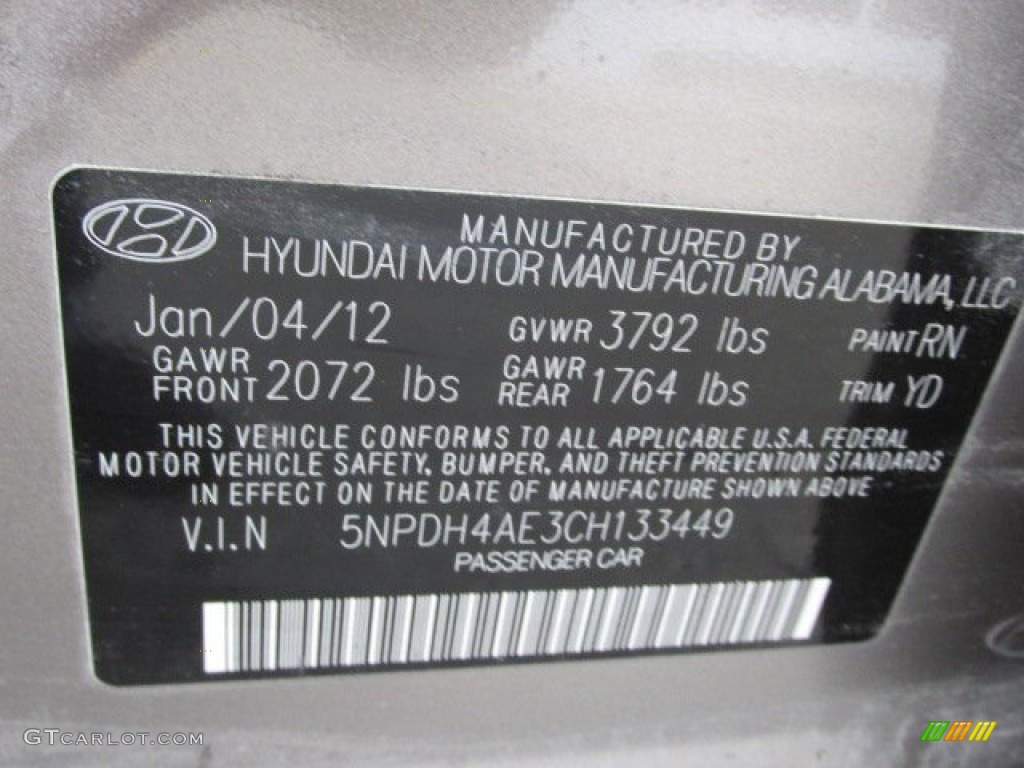 MANUFACTURED BY
HYUNDAI MOTOR MANUFACTURING ALABAMA, LLC
Jan/04/12 GVWR 3792 lbs PAINT RN
GAWR FRONT 2072 lbs GAWR REAR 1764 lbs TRIM YD
THIS VEHICLE CONFORMS TO ALL APPLICABLE U.S.A. FEDERAL
MOTOR VEHICLE SAFETY, BUMPER, AND THEFT PREVENTION STANDARDS
IN EFFECT ON THE DATE OF MANUFACTURE SHOWN ABOVE
V.I.N 5NPDH4AE3CH133449
PASSENGER CAR
GTCARLOT.COM